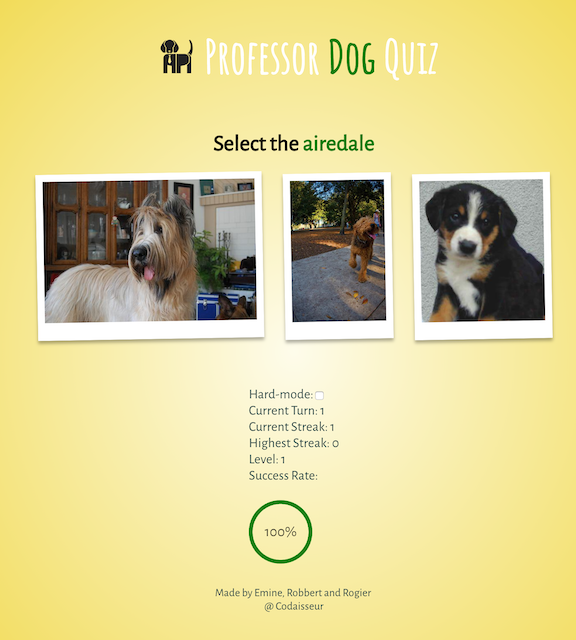 API
Professor Dog Quiz
Select the airedale
Hard-mode:
Current Turn: 1
Current Streak: 1
Highest Streak: 0
Level: 1
Success Rate:
100%
Made by Emine, Robbert and Rogier
@ Codaisseur